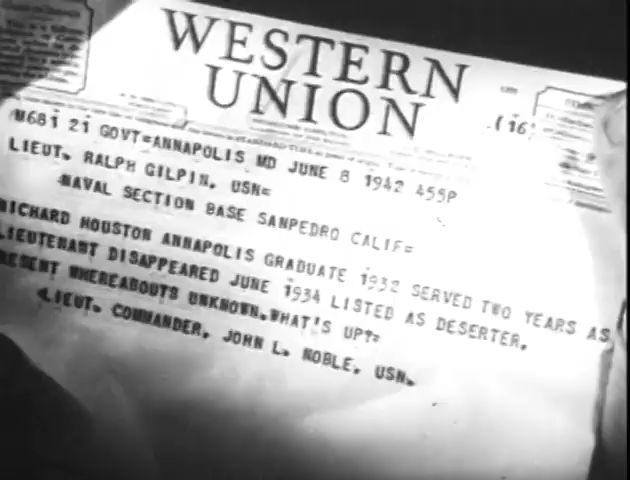 WESTERN
UNION
(16)
M681 21 GOVT=ANNAPOLIS MD JUNE 8 1942 455P
LIEUT. RALPH GILPIN, USN=
NAVAL SECTION BASE SANPEDRO CALIF=
RICHARD HOUSTON ANNAPOLIS GRADUATE 1932 SERVED TWO YEARS AS
LIEUTENANT DISAPPEARED JUNE 1934 LISTED AS DESERTER.
RESENT WHEREABOUTS UNKNOWN.WHAT'S UP?=
LIEUT. COMMANDER, JOHN L. NOBLE, USN.